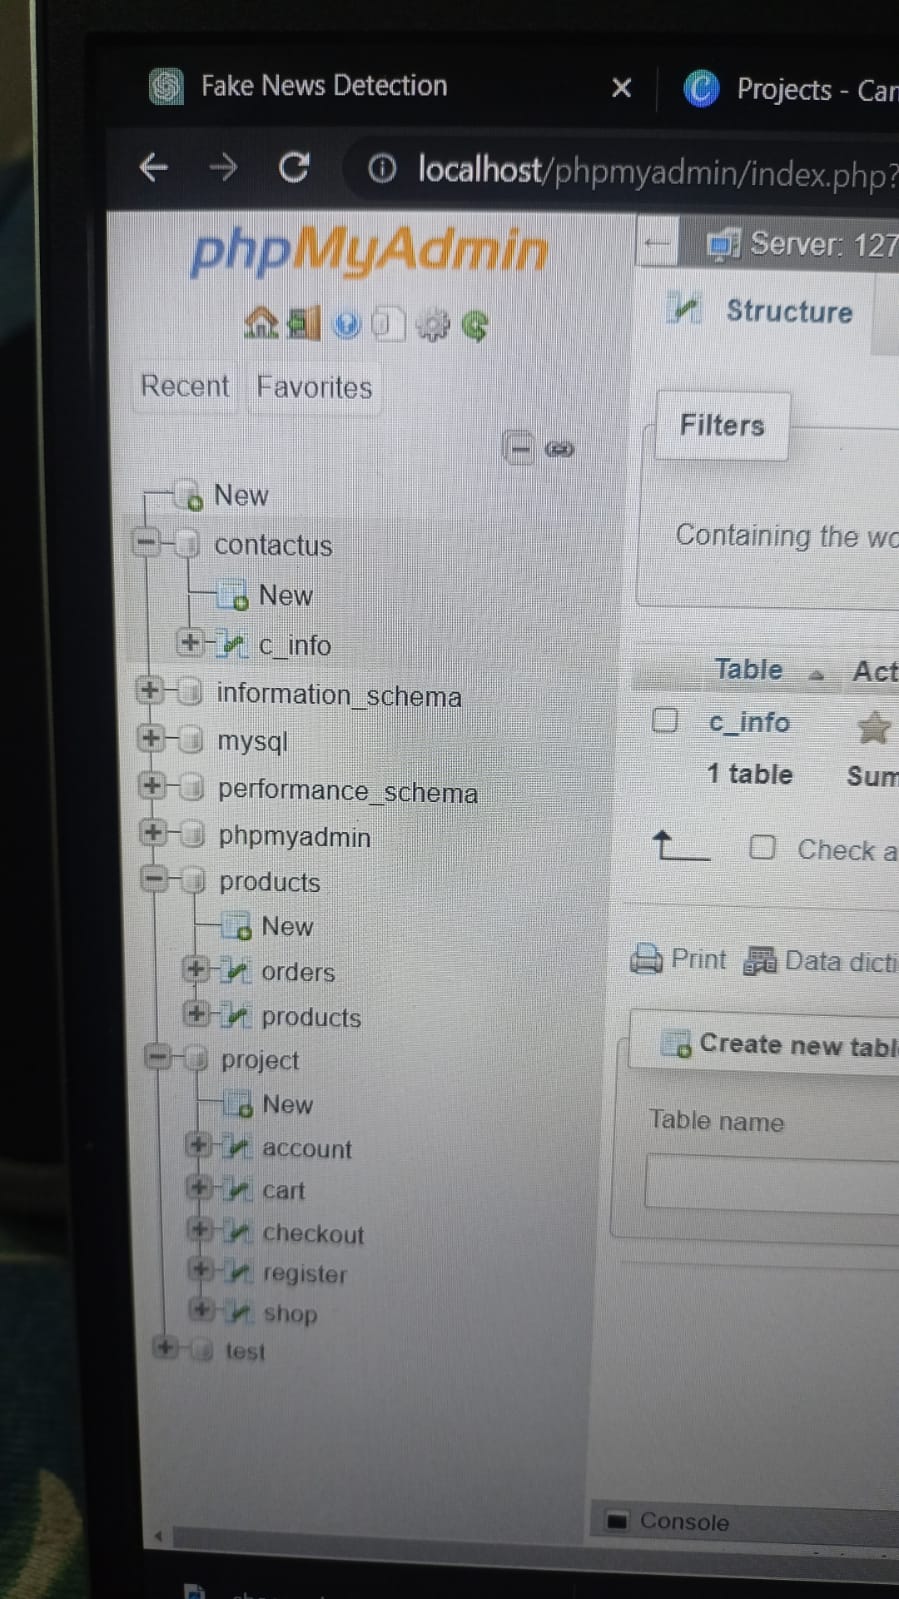 Fake News Detection
Projects - Can
localhost/phpmyadmin/index.php?
phpMyAdmin
Server: 127
Structure
Recent Favorites
Filters
New
contactus
Containing the wo
New
c_info
information_schema
Table Act
mysql
c_info
performance_schema
1 table Sum
phpmyadmin
Check a
products
New
orders
Print Data dicti
products
project
Create new tabl
New
Table name
account
cart
checkout
register
shop
test
Console